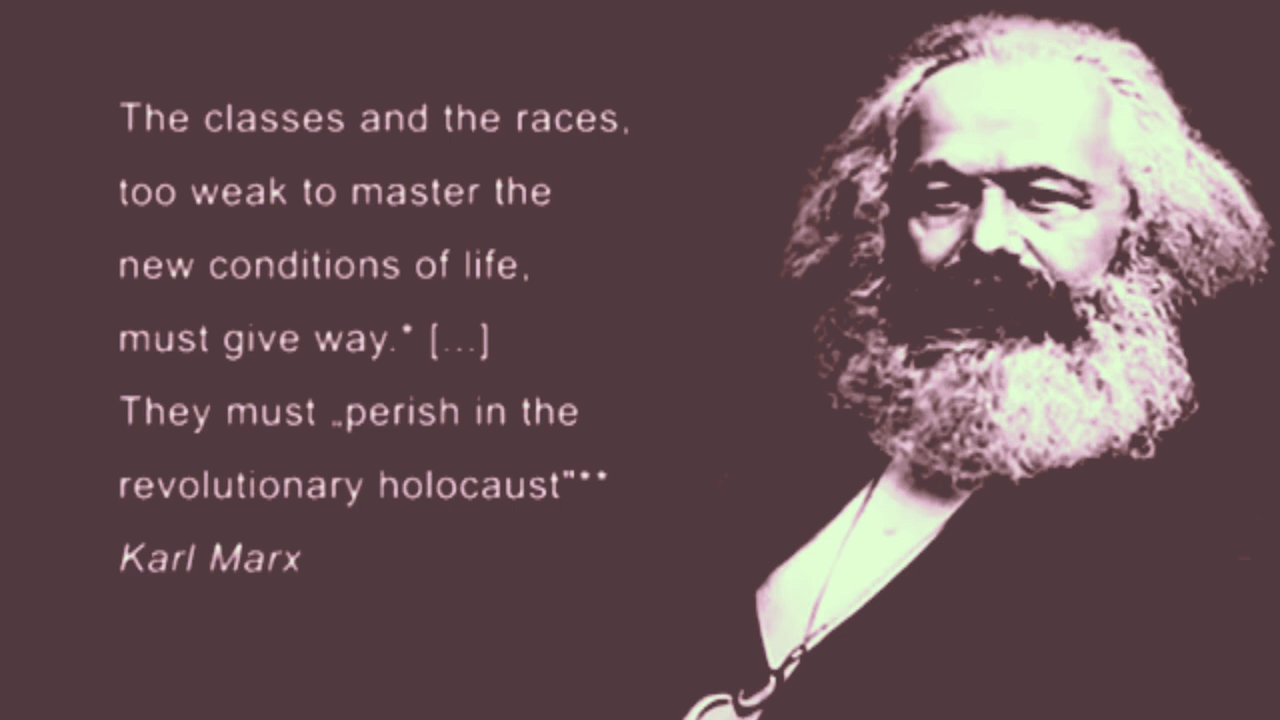 The classes and the races,
too weak to master the
new conditions of life,
must give way.* [...]
They must „perish in the
revolutionary holocaust"**
Karl Marx